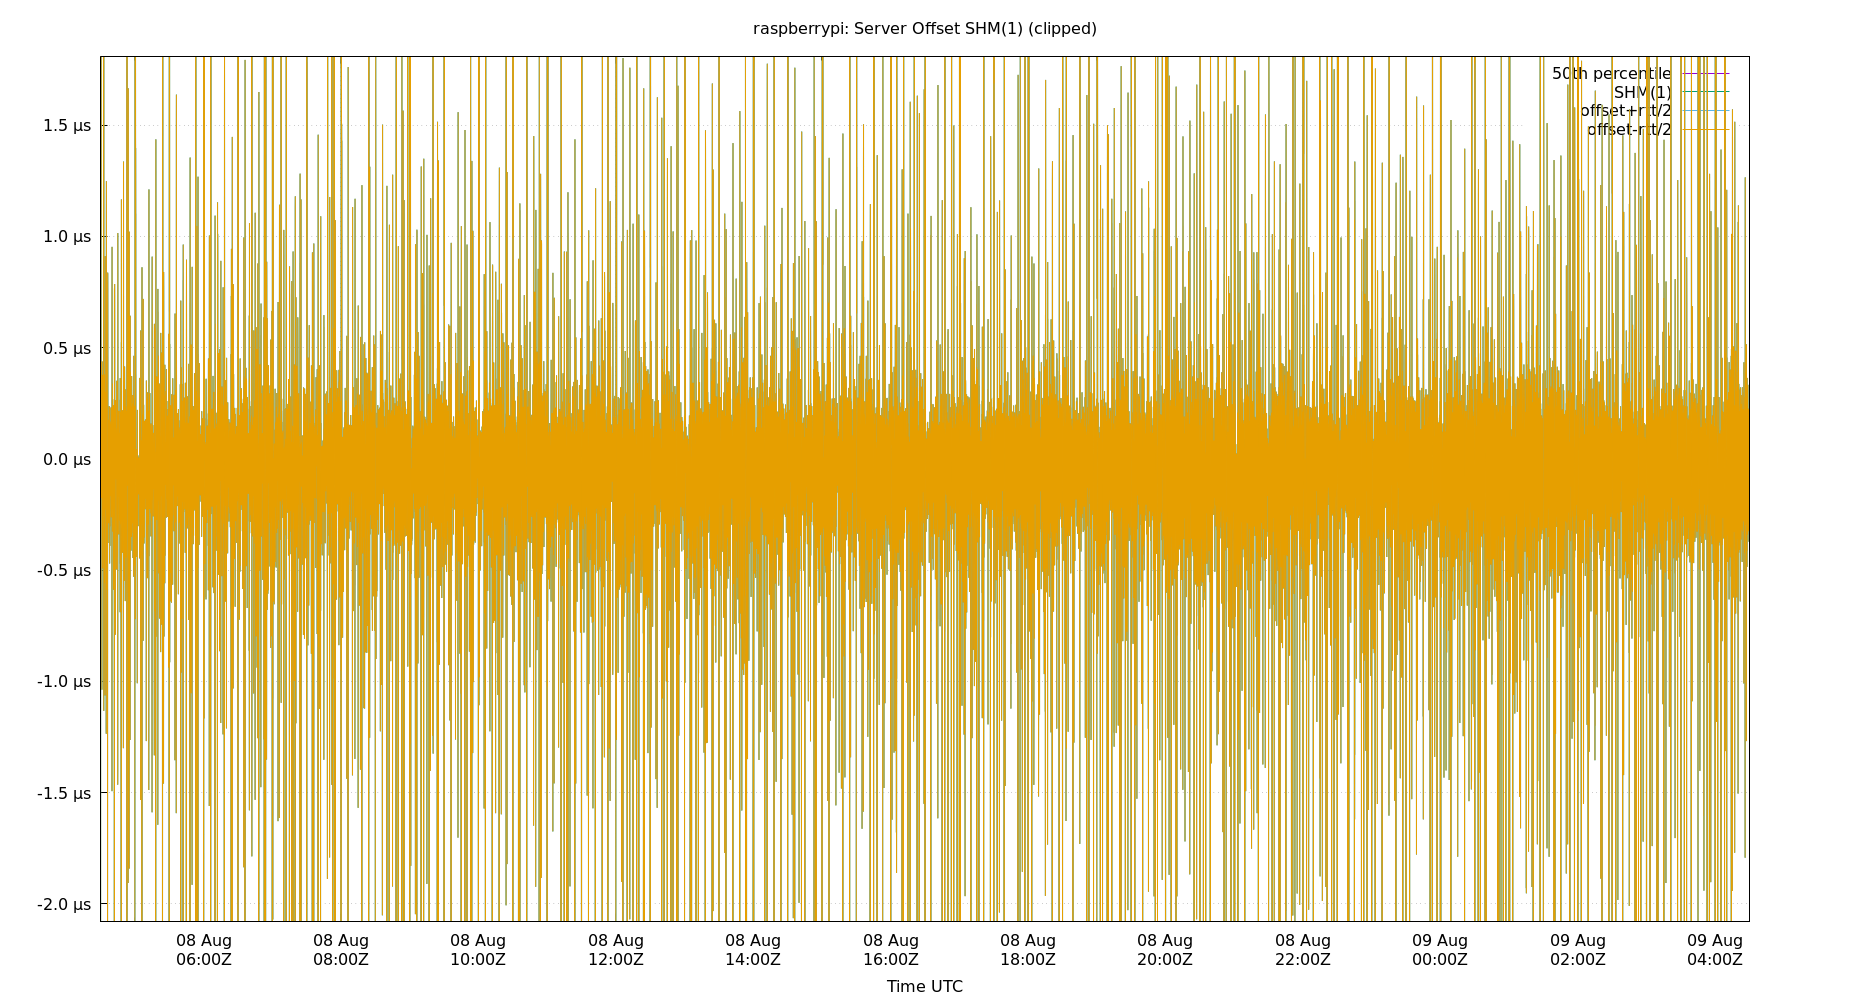 raspberrypi: Server Offset SHM(1) (clipped)
50th percentile
SHM(1)
offset+rtt/2
offset-rtt/2
1.5 µs
1.0 µs
0.5 µs
0.0 µs
-0.5 µs
-1.0 µs
-1.5 µs
-2.0 µs
08 Aug 08 Aug 08 Aug 08 Aug 08 Aug 08 Aug 08 Aug 08 Aug 08 Aug 09 Aug 09 Aug 09 Aug
06:00Z 08:00Z 10:00Z 12:00Z 14:00Z 16:00Z 18:00Z 20:00Z 22:00Z 00:00Z 02:00Z 04:00Z
Time UTC